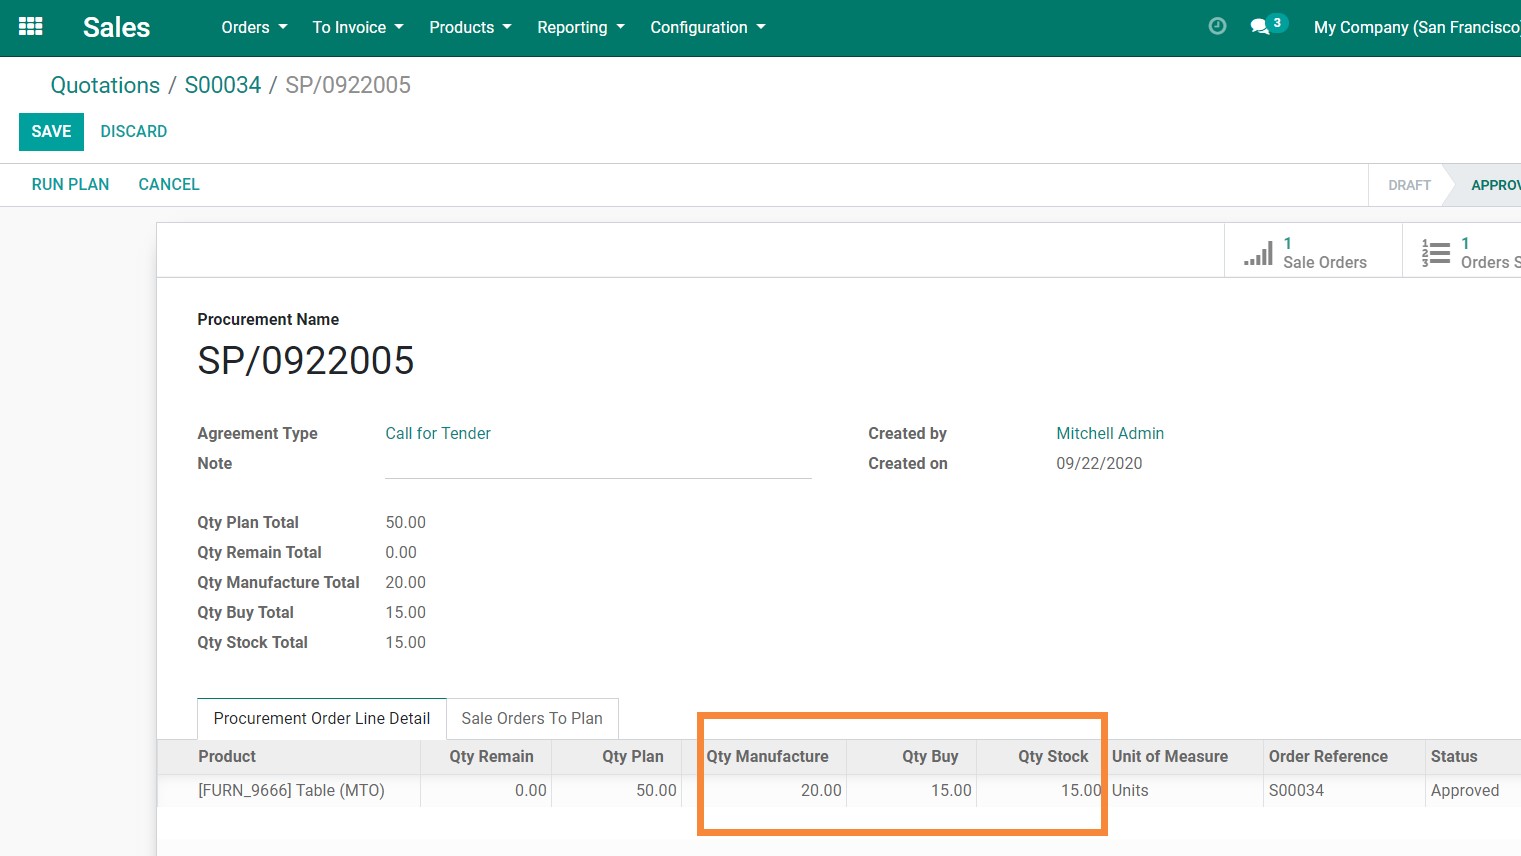 Sales Orders To Invoice Products Reporting Configuration 3 My Company (San Francisco)
Quotations / S00034 / SP/0922005
SAVE DISCARD
RUN PLAN CANCEL DRAFT APPROV
1 Sale Orders
1 Orders S
Procurement Name
SP/0922005
Agreement Type Call for Tender Created by Mitchell Admin
Note Created on 09/22/2020
Qty Plan Total 50.00
Qty Remain Total 0.00
Qty Manufacture Total 20.00
Qty Buy Total 15.00
Qty Stock Total 15.00
Procurement Order Line Detail Sale Orders To Plan
Product Qty Remain Qty Plan Qty Manufacture Qty Buy Qty Stock Unit of Measure Order Reference Status
[FURN_9666] Table (MTO) 0.00 50.00 20.00 15.00 15.00 Units S00034 Approved